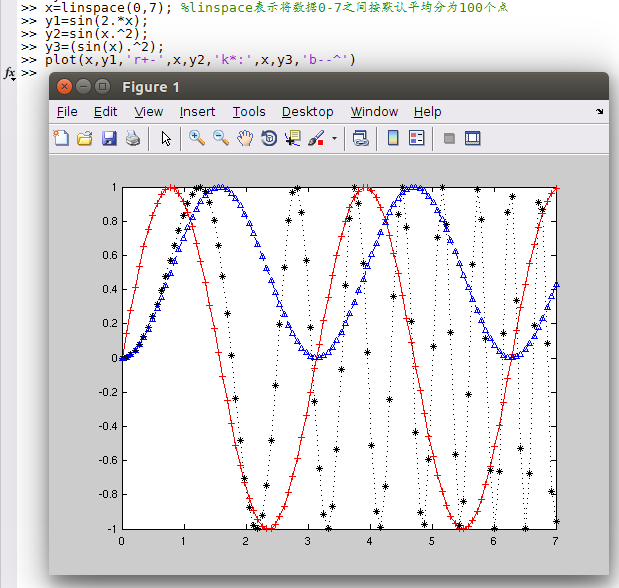 >> x=linspace(0,7); %linspace表示将数据0-7之间按默认平均分为100个点
>> y1=sin(2.*x);
>> y2=sin(x.^2);
>> y3=(sin(x).^2);
>> plot(x,y1,'r+-',x,y2,'k*:',x,y3,'b--^')
fx >>
Figure 1
File Edit View Insert Tools Desktop Window Help
1
0.8
0.6
0.4
0.2
0
-0.2
-0.4
-0.6
-0.8
-1
0 1 2 3 4 5 6 7